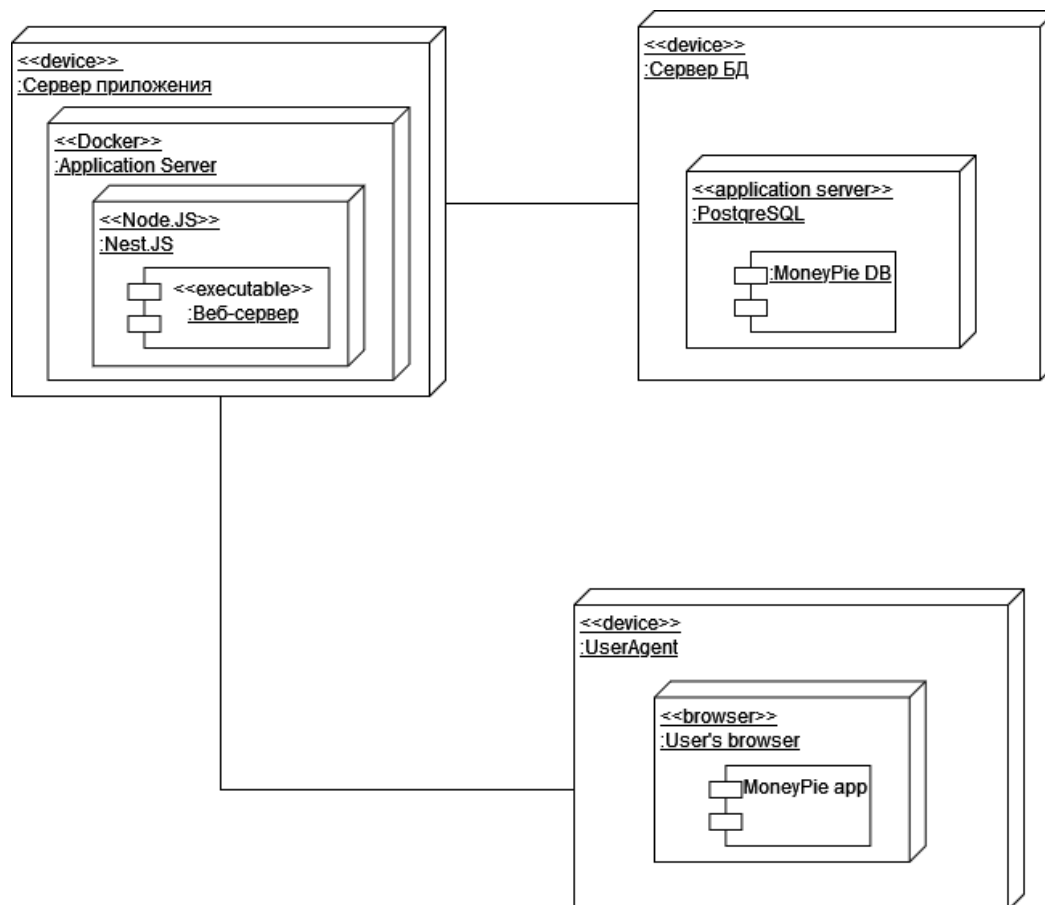 <<device>>
:Сервер приложения
<<Docker>>
:Application Server
<<Node.JS>>
:Nest.JS
<<executable>>
:Веб-сервер
<<device>>
:Сервер БД
<<application server>>
:PostgreSQL
:MoneyPie DB
<<device>>
:UserAgent
<<browser>>
:User's browser
MoneyPie app